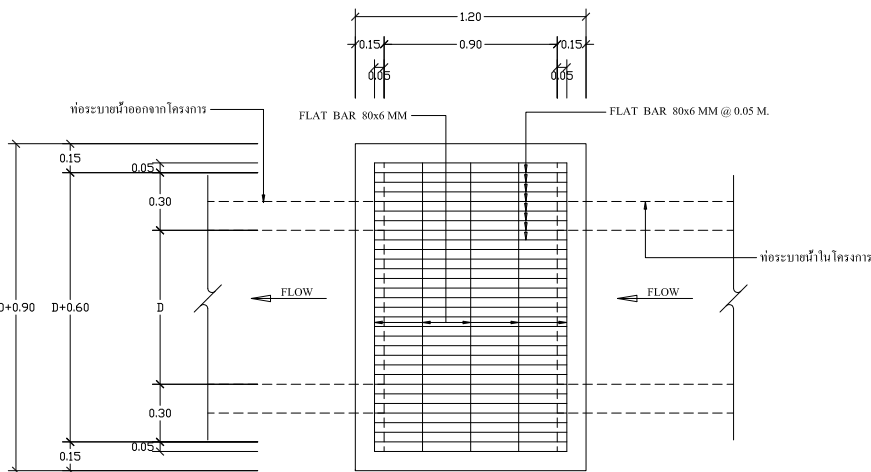 1.20
0.15
0.90
0.15
0.05
0.05
ท่อระบายน้ำออกจากโครงการ
FLAT BAR 80x6 MM
FLAT BAR 80x6 MM @ 0.05 M.
0.15
0.05
0.30
ท่อระบายน้ำในโครงการ
FLOW
FLOW
D+0.90
D+0.60
D
0.30
0.05
0.15